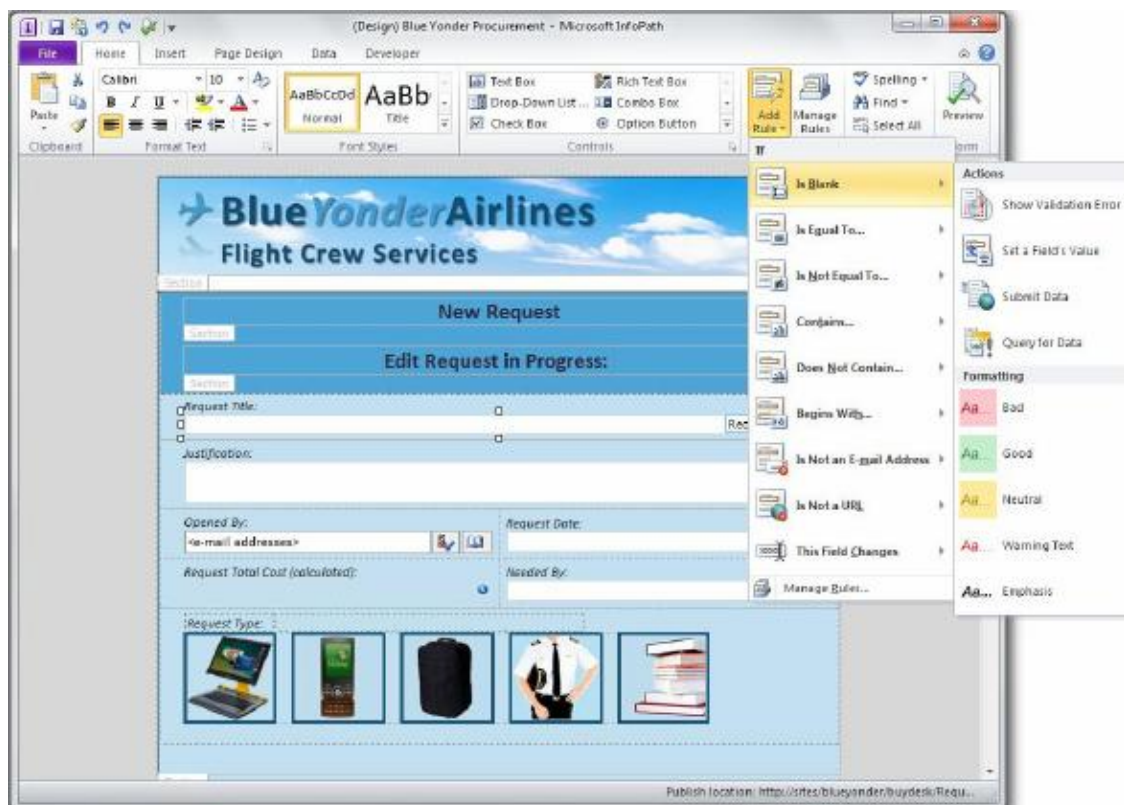 (Design) Blue Yonder Procurement - Microsoft InfoPath
File Home Insert Page Design Data Developer
Paste
Calibri 10
B I U
AaBbCcDd AaBb
Normal Title
Text Box Rich Text Box
Drop-Down List ... Combo Box
Check Box Option Button
Add Rule
Manage Rules
Spelling
Find
Select All
Preview
Clipboard Format Text Font Styles Controls
If
Is Blank
Is Equal To...
Is Not Equal To...
Contains...
Does Not Contain...
Begins With...
Is Not an E-mail Address
Is Not a URL
This Field Changes
Manage Rules...
Actions
Show Validation Error
Set a Field's Value
Submit Data
Query for Data
Formatting
Aa... Bad
Aa... Good
Aa... Neutral
Aa... Warning Text
Aa... Emphasis
BlueYonderAirlines
Flight Crew Services
Section
New Request
Section
Edit Request in Progress:
Section
Request Title:
Justification:
Opened By:
<e-mail addresses>
Request Date:
Request Total Cost (calculated):
Needed By:
Request Type:
Publish location: http://sites/blueyonder/buydesk/Requ...